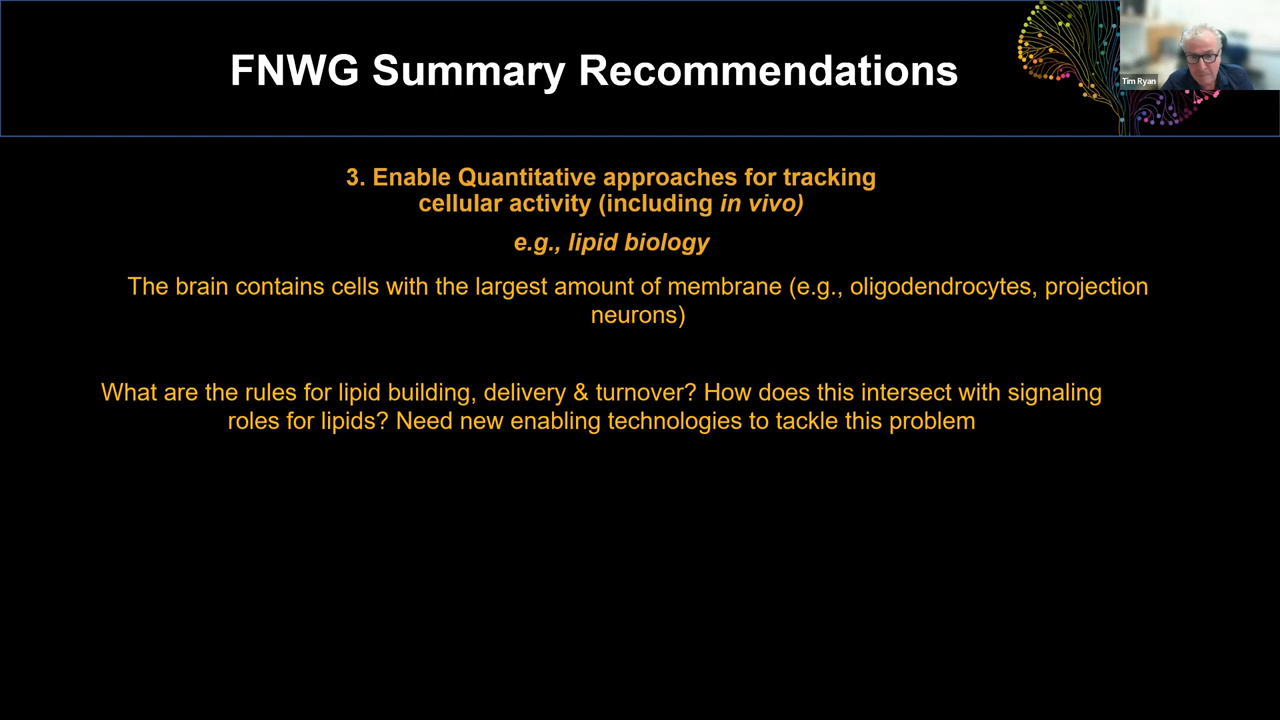 FNWG Summary Recommendations
Tim Ryan
3. Enable Quantitative approaches for tracking
cellular activity (including in vivo)
e.g., lipid biology
The brain contains cells with the largest amount of membrane (e.g., oligodendrocytes, projection
neurons)
What are the rules for lipid building, delivery & turnover? How does this intersect with signaling
roles for lipids? Need new enabling technologies to tackle this problem